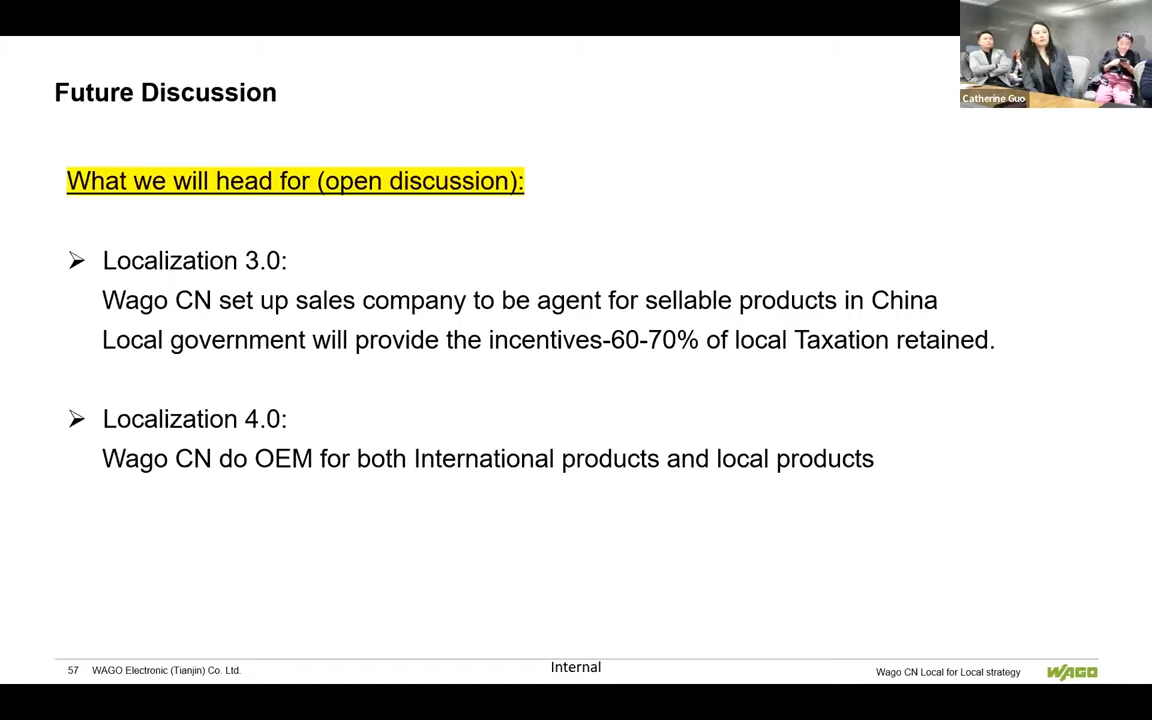 Future Discussion
Catherine Guo
What we will head for (open discussion):
➢ Localization 3.0:
Wago CN set up sales company to be agent for sellable products in China
Local government will provide the incentives-60-70% of local Taxation retained.
➢ Localization 4.0:
Wago CN do OEM for both International products and local products
57 WAGO Electronic (Tianjin) Co. Ltd.
Internal
Wago CN Local for Local strategy
WAGO